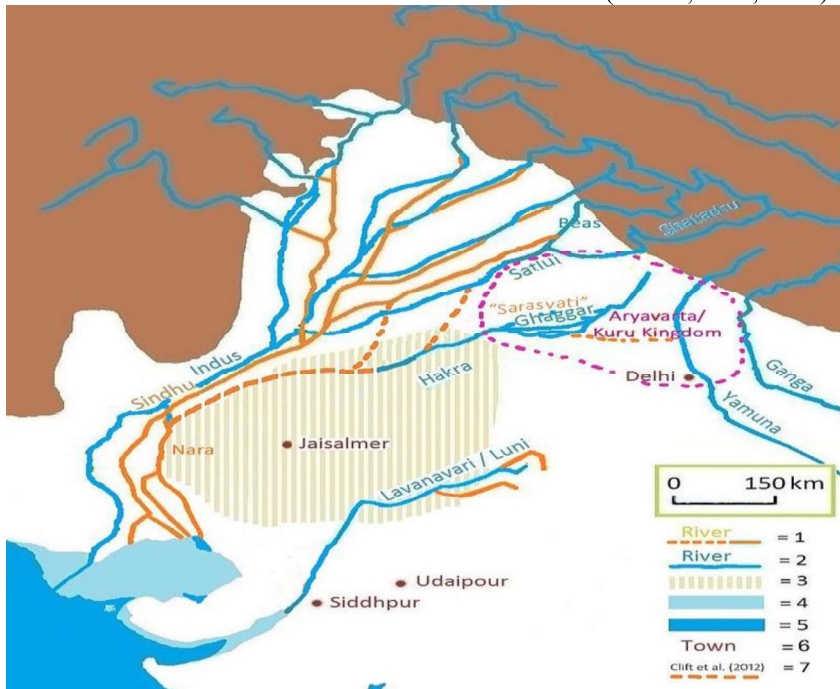 Beas
Shatadru
Satlui
"Sarasvati"
Ghaggar
Aryavarta/
Kuru Kingdom
Indus
Sindhu
Hakra
Delhi
Ganga
Yamuna
Nara
Jaisalmer
Lavanavari / Luni
0 150 km
Udaipour
Siddhpur
River = 1
River = 2
= 3
= 4
= 5
Town = 6
Clift et al. (2012) = 7